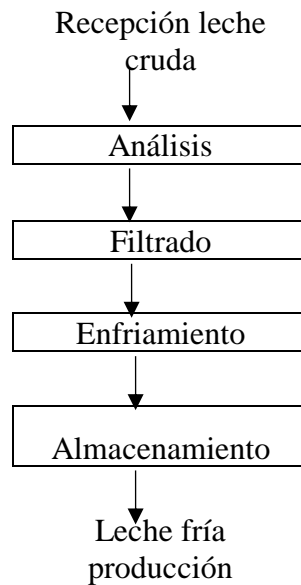 Recepción leche
cruda
Análisis
Filtrado
Enfriamiento
Almacenamiento
Leche fría
producción